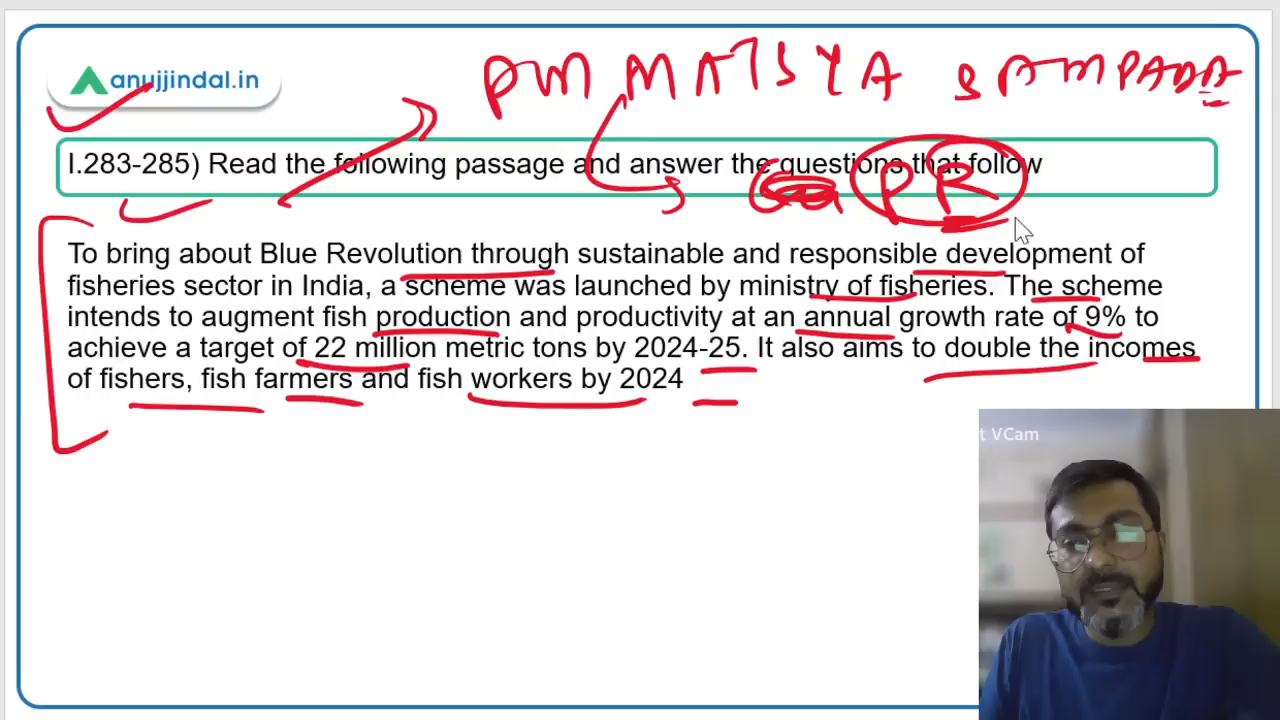 PM MATSYA SAMPADA
anujjindal.in
I.283-285) Read the following passage and answer the questions that follow
PR
To bring about Blue Revolution through sustainable and responsible development of
fisheries sector in India, a scheme was launched by ministry of fisheries. The scheme
intends to augment fish production and productivity at an annual growth rate of 9% to
achieve a target of 22 million metric tons by 2024-25. It also aims to double the incomes
of fishers, fish farmers and fish workers by 2024
t VCam